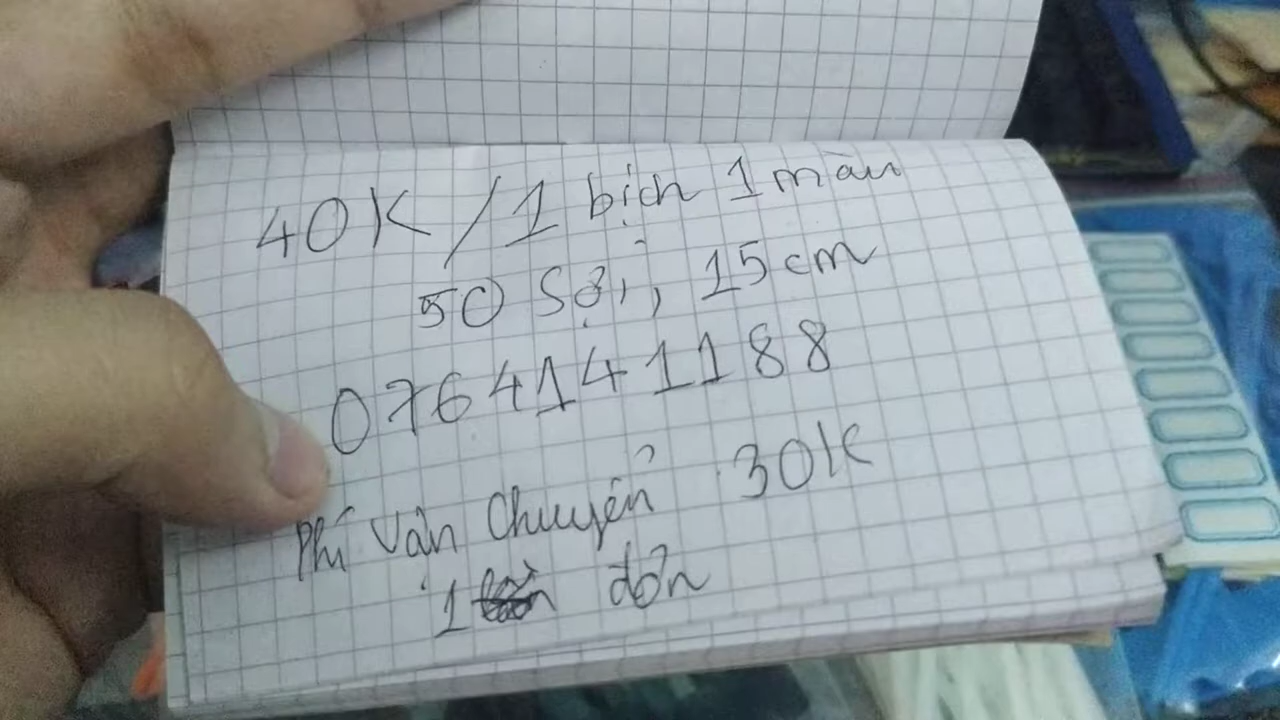 40K / 1 bịch 1 màu
50 Sợi, 15cm
0764141188
Phí vận chuyển 30K
1 đơn